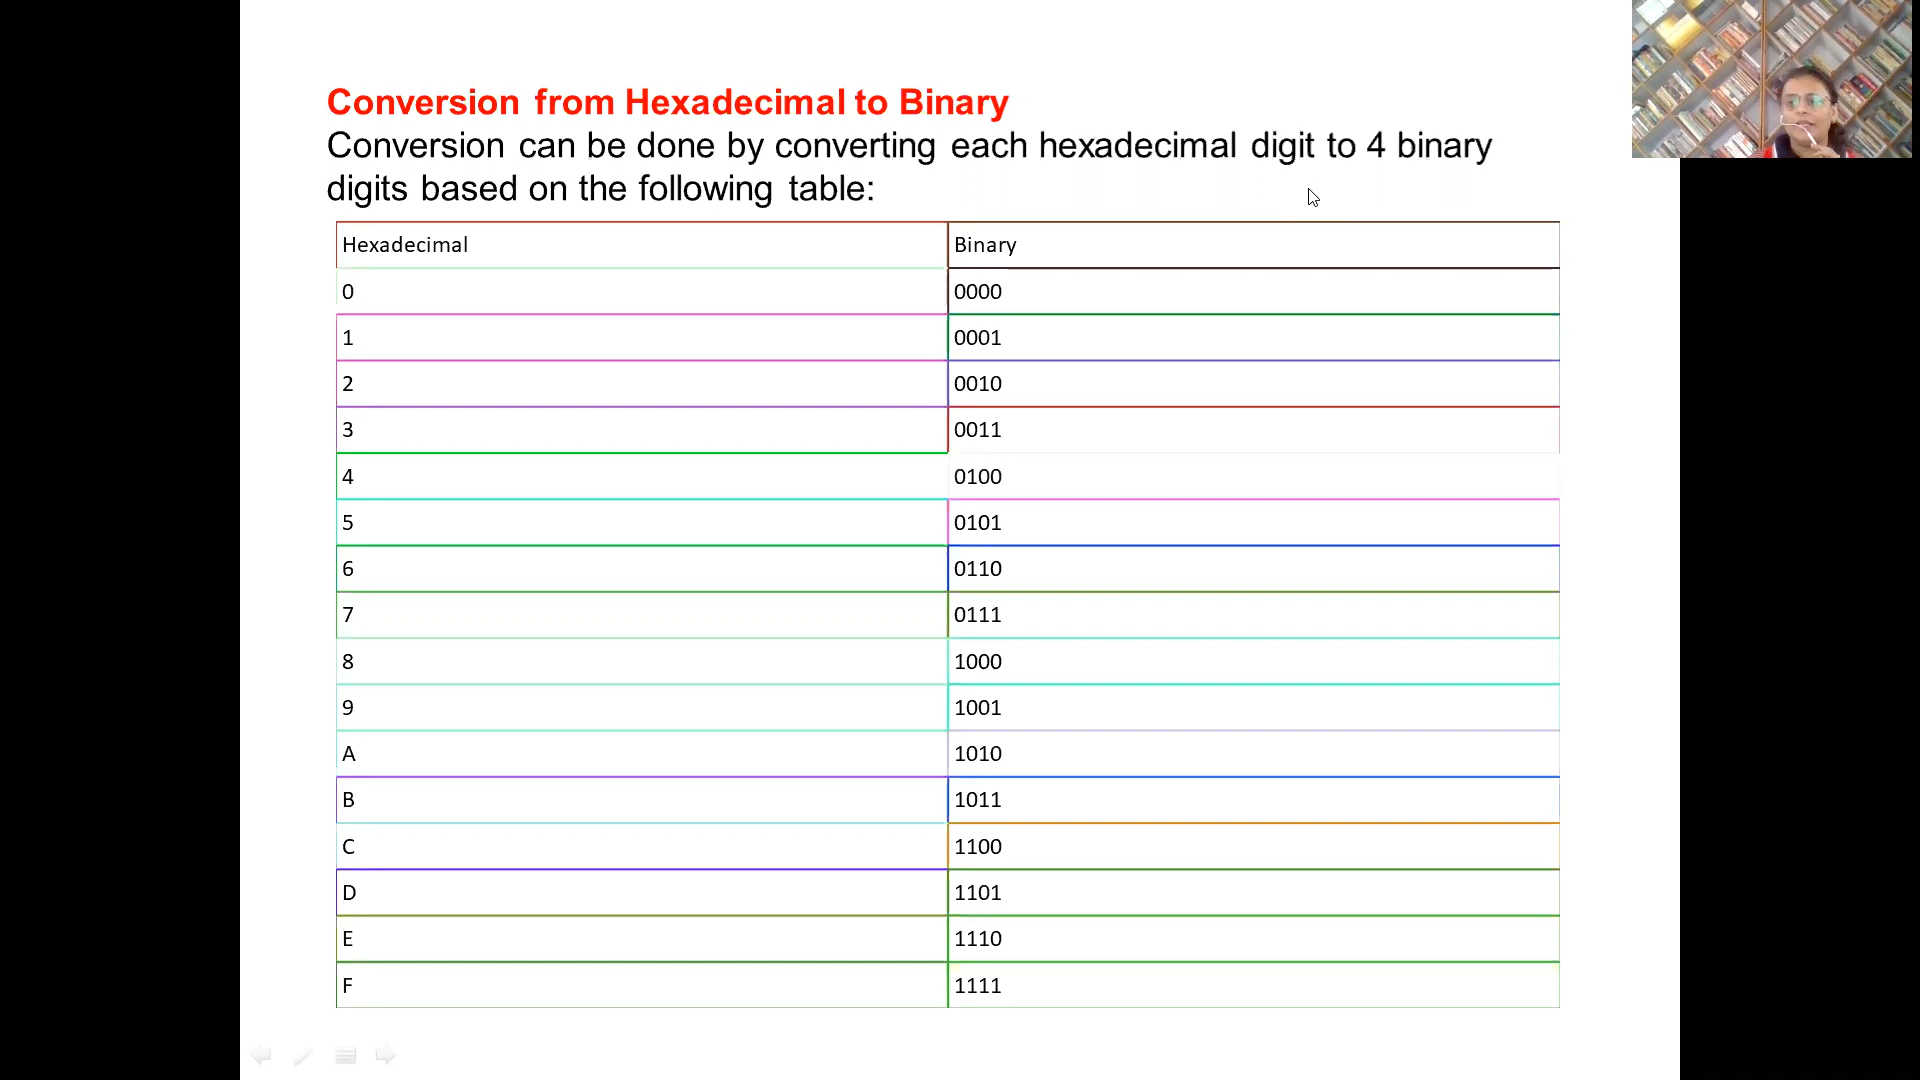 Conversion from Hexadecimal to Binary
Conversion can be done by converting each hexadecimal digit to 4 binary
digits based on the following table:
Hexadecimal Binary
0 0000
1 0001
2 0010
3 0011
4 0100
5 0101
6 0110
7 0111
8 1000
9 1001
A 1010
B 1011
C 1100
D 1101
E 1110
F 1111